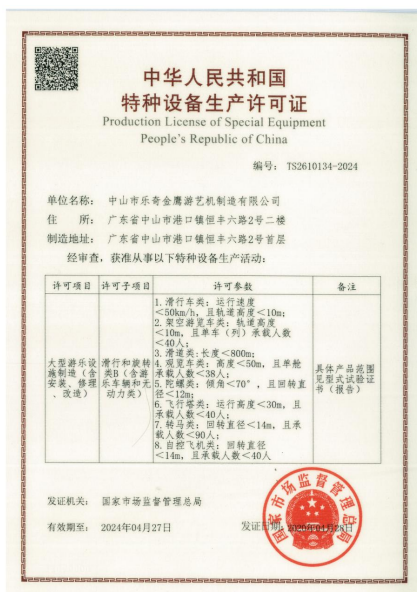 中华人民共和国
特种设备生产许可证
Production License of Special Equipment
People's Republic of China
编号: TS2610134-2024
单位名称: 中山市乐奇金鹰游艺机制造有限公司
住 所: 广东省中山市港口镇恒丰六路2号二楼
制造地址: 广东省中山市港口镇恒丰六路2号首层
经审查,获准从事以下特种设备生产活动:
许可项目 许可子项目 许可参数 备注
大型游乐设
施制造(含
安装、修理
、改造)
滑行和旋转
类B(含游
乐车辆和无
动力类)
1.滑行车类:运行速度
<50km/h,且轨道高度<10m;
2.架空游览车类:轨道高度
<10m,且单车(列)承载人数
<40人;
3.滑道类:长度<800m;
4.观览车类:高度<50m,且单舱
承载人数<38人;
5.陀螺类:倾角<70°,且回转直
径<12m;
6.飞行塔类:运行高度<30m,且
承载人数<40人;
7.转马类:回转直径<14m,且承
载人数<90人;
8.自控飞机类:回转直径
<14m,且承载人数<40人
具体产品范围
见型式试验证
书(报告)
发证机关: 国家市场监督管理总局
有效期至: 2024年04月27日
发证日期: 2020年04月28日
国家市场监督管理总局